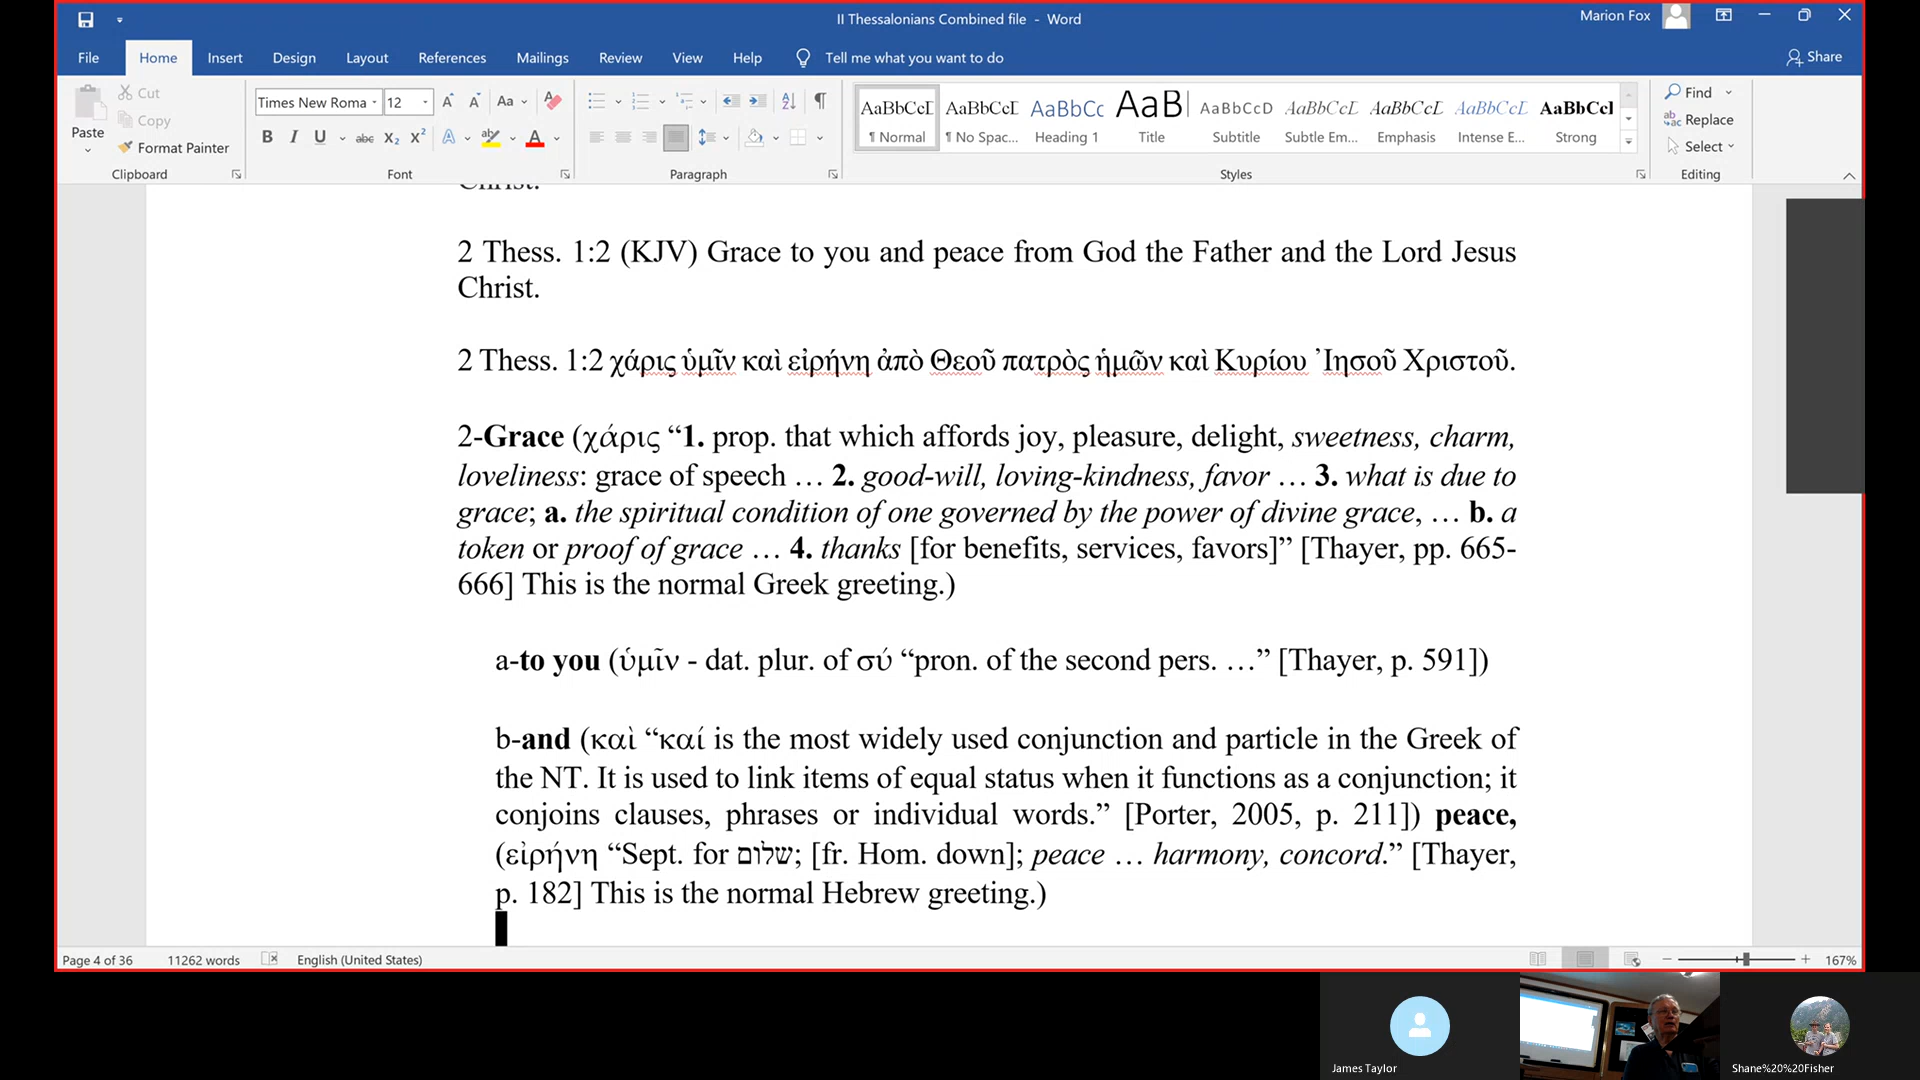 II Thessalonians Combined file - Word
Marion Fox
File Home Insert Design Layout References Mailings Review View Help Tell me what you want to do Share
Paste
Cut
Copy
Format Painter
Clipboard
Times New Roma 12
Font
Paragraph
AaBbCcD AaBbCcD AaBbCc AaB AaBbCcD AaBbCcL AaBbCcL AaBbCcL AaBbCcl
¶ Normal ¶ No Spac... Heading 1 Title Subtitle Subtle Em... Emphasis Intense E... Strong
Styles
Find
Replace
Select
Editing
Christ.
2 Thess. 1:2 (KJV) Grace to you and peace from God the Father and the Lord Jesus
Christ.
2 Thess. 1:2 χάρις ὑμῖν καὶ εἰρήνη ἀπὸ Θεοῦ πατρὸς ἡμῶν καὶ Κυρίου ᾿Ιησοῦ Χριστοῦ.
2-Grace (χάρις “1. prop. that which affords joy, pleasure, delight, sweetness, charm,
loveliness: grace of speech … 2. good-will, loving-kindness, favor … 3. what is due to
grace; a. the spiritual condition of one governed by the power of divine grace, … b. a
token or proof of grace … 4. thanks [for benefits, services, favors]” [Thayer, pp. 665-
666] This is the normal Greek greeting.)
a-to you (ὑμῖν - dat. plur. of σύ “pron. of the second pers. …” [Thayer, p. 591])
b-and (καὶ “καί is the most widely used conjunction and particle in the Greek of
the NT. It is used to link items of equal status when it functions as a conjunction; it
conjoins clauses, phrases or individual words.” [Porter, 2005, p. 211]) peace,
(εἰρήνη “Sept. for שלום; [fr. Hom. down]; peace … harmony, concord.” [Thayer,
p. 182] This is the normal Hebrew greeting.)
Page 4 of 36 11262 words English (United States) 167%
James Taylor
Shane%20%20Fisher